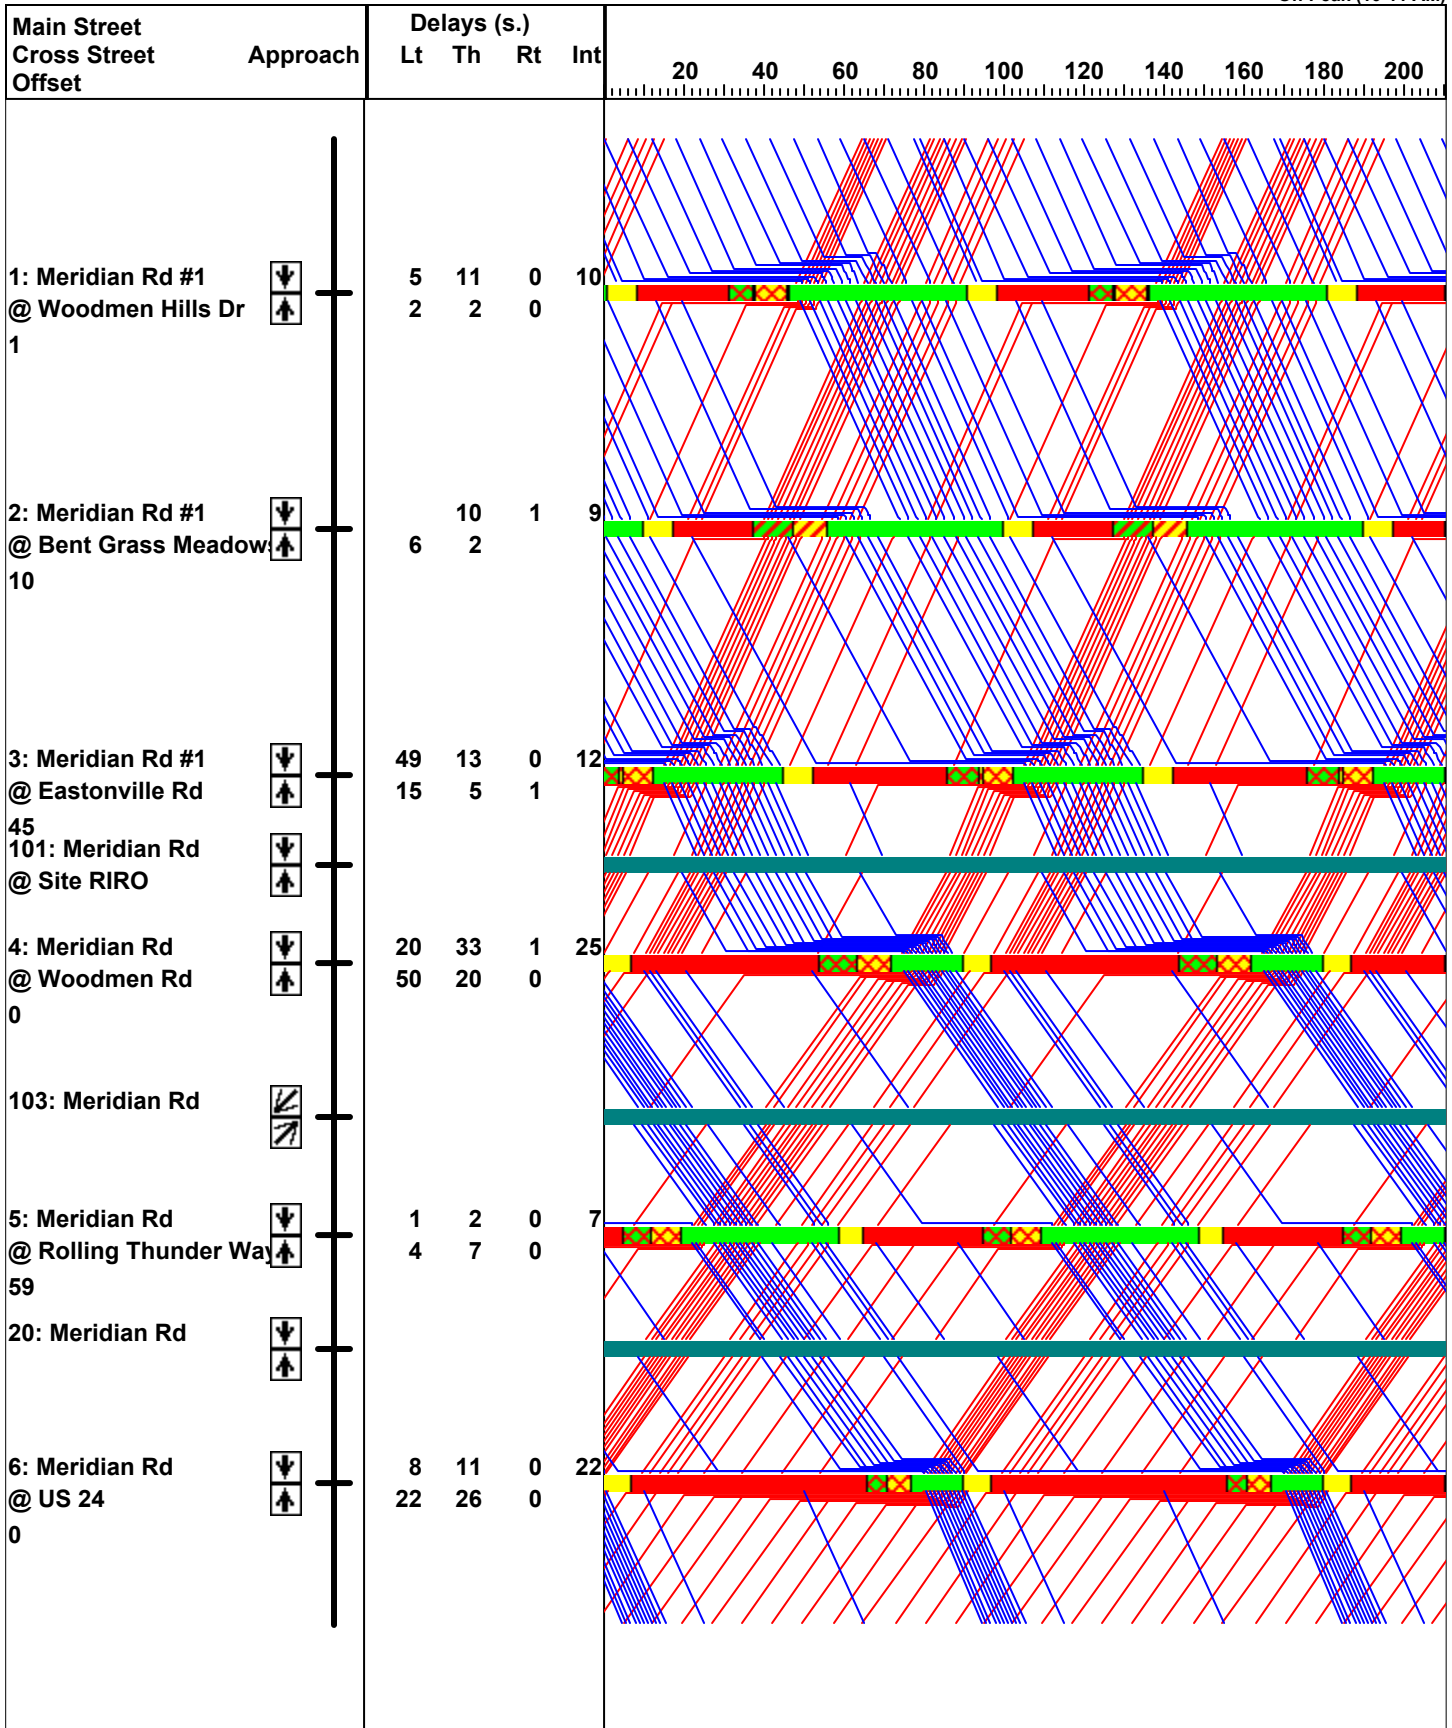 Main Street Delays (s.)
Cross Street Approach Lt Th Rt Int
Offset 20 40 60 80 100 120 140 160 180 200
1: Meridian Rd #1 5 11 0 10
@ Woodmen Hills Dr 2 2 0
1
2: Meridian Rd #1 10 1 9
@ Bent Grass Meadows 6 2
10
3: Meridian Rd #1 49 13 0 12
@ Eastonville Rd 15 5 1
45
101: Meridian Rd
@ Site RIRO
4: Meridian Rd 20 33 1 25
@ Woodmen Rd 50 20 0
0
103: Meridian Rd
5: Meridian Rd 1 2 0 7
@ Rolling Thunder Way 4 7 0
59
20: Meridian Rd
6: Meridian Rd 8 11 0 22
@ US 24 22 26 0
0